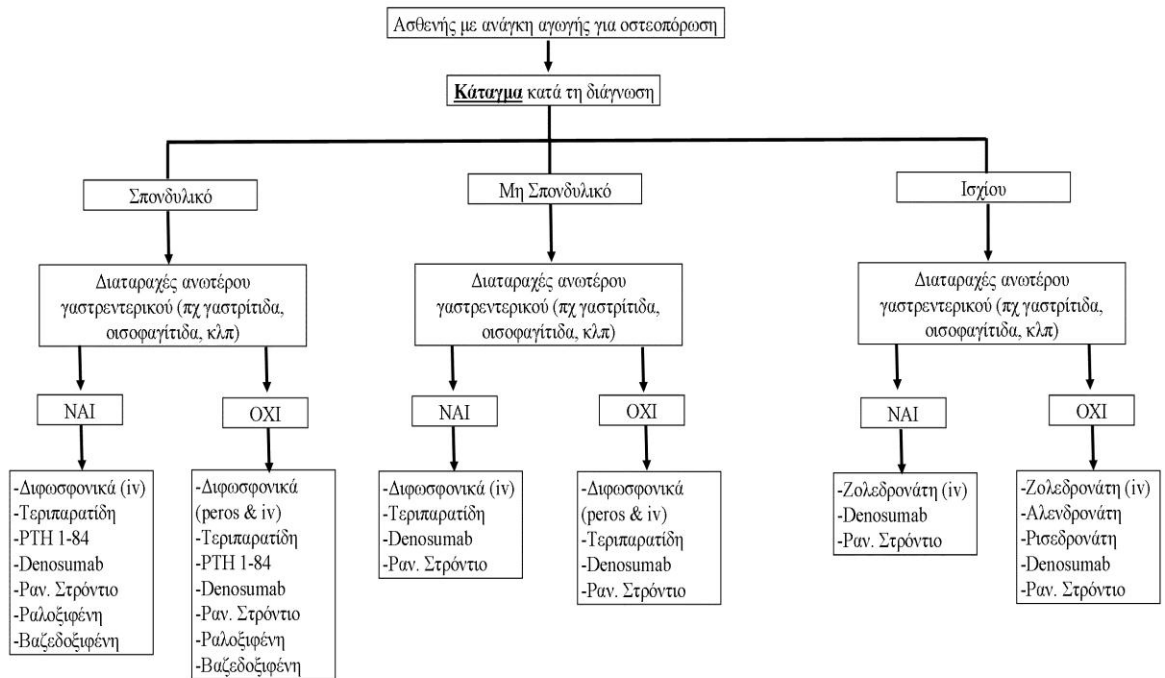 Ασθενής με ανάγκη αγωγής για οστεοπόρωση
Κάταγμα κατά τη διάγνωση
Σπονδυλικό
Διαταραχές ανωτέρου
γαστρεντερικού (πχ γαστρίτιδα,
οισοφαγίτιδα, κλπ)
ΝΑΙ
-Διφωσφονικά (iv)
-Τεριπαρατίδη
-PTH 1-84
-Denosumab
-Ραν. Στρόντιο
-Ραλοξιφένη
-Βαζεδοξιφένη
ΟΧΙ
-Διφωσφονικά
(peros & iv)
-Τεριπαρατίδη
-PTH 1-84
-Denosumab
-Ραν. Στρόντιο
-Ραλοξιφένη
-Βαζεδοξιφένη
Μη Σπονδυλικό
Διαταραχές ανωτέρου
γαστρεντερικού (πχ γαστρίτιδα,
οισοφαγίτιδα, κλπ)
ΝΑΙ
-Διφωσφονικά (iv)
-Τεριπαρατίδη
-Denosumab
-Ραν. Στρόντιο
ΟΧΙ
-Διφωσφονικά
(peros & iv)
-Τεριπαρατίδη
-Denosumab
-Ραν. Στρόντιο
Ισχίου
Διαταραχές ανωτέρου
γαστρεντερικού (πχ γαστρίτιδα,
οισοφαγίτιδα, κλπ)
ΝΑΙ
-Ζολεδρονάτη (iv)
-Denosumab
-Ραν. Στρόντιο
ΟΧΙ
-Ζολεδρονάτη (iv)
-Αλενδρονάτη
-Ρισεδρονάτη
-Denosumab
-Ραν. Στρόντιο